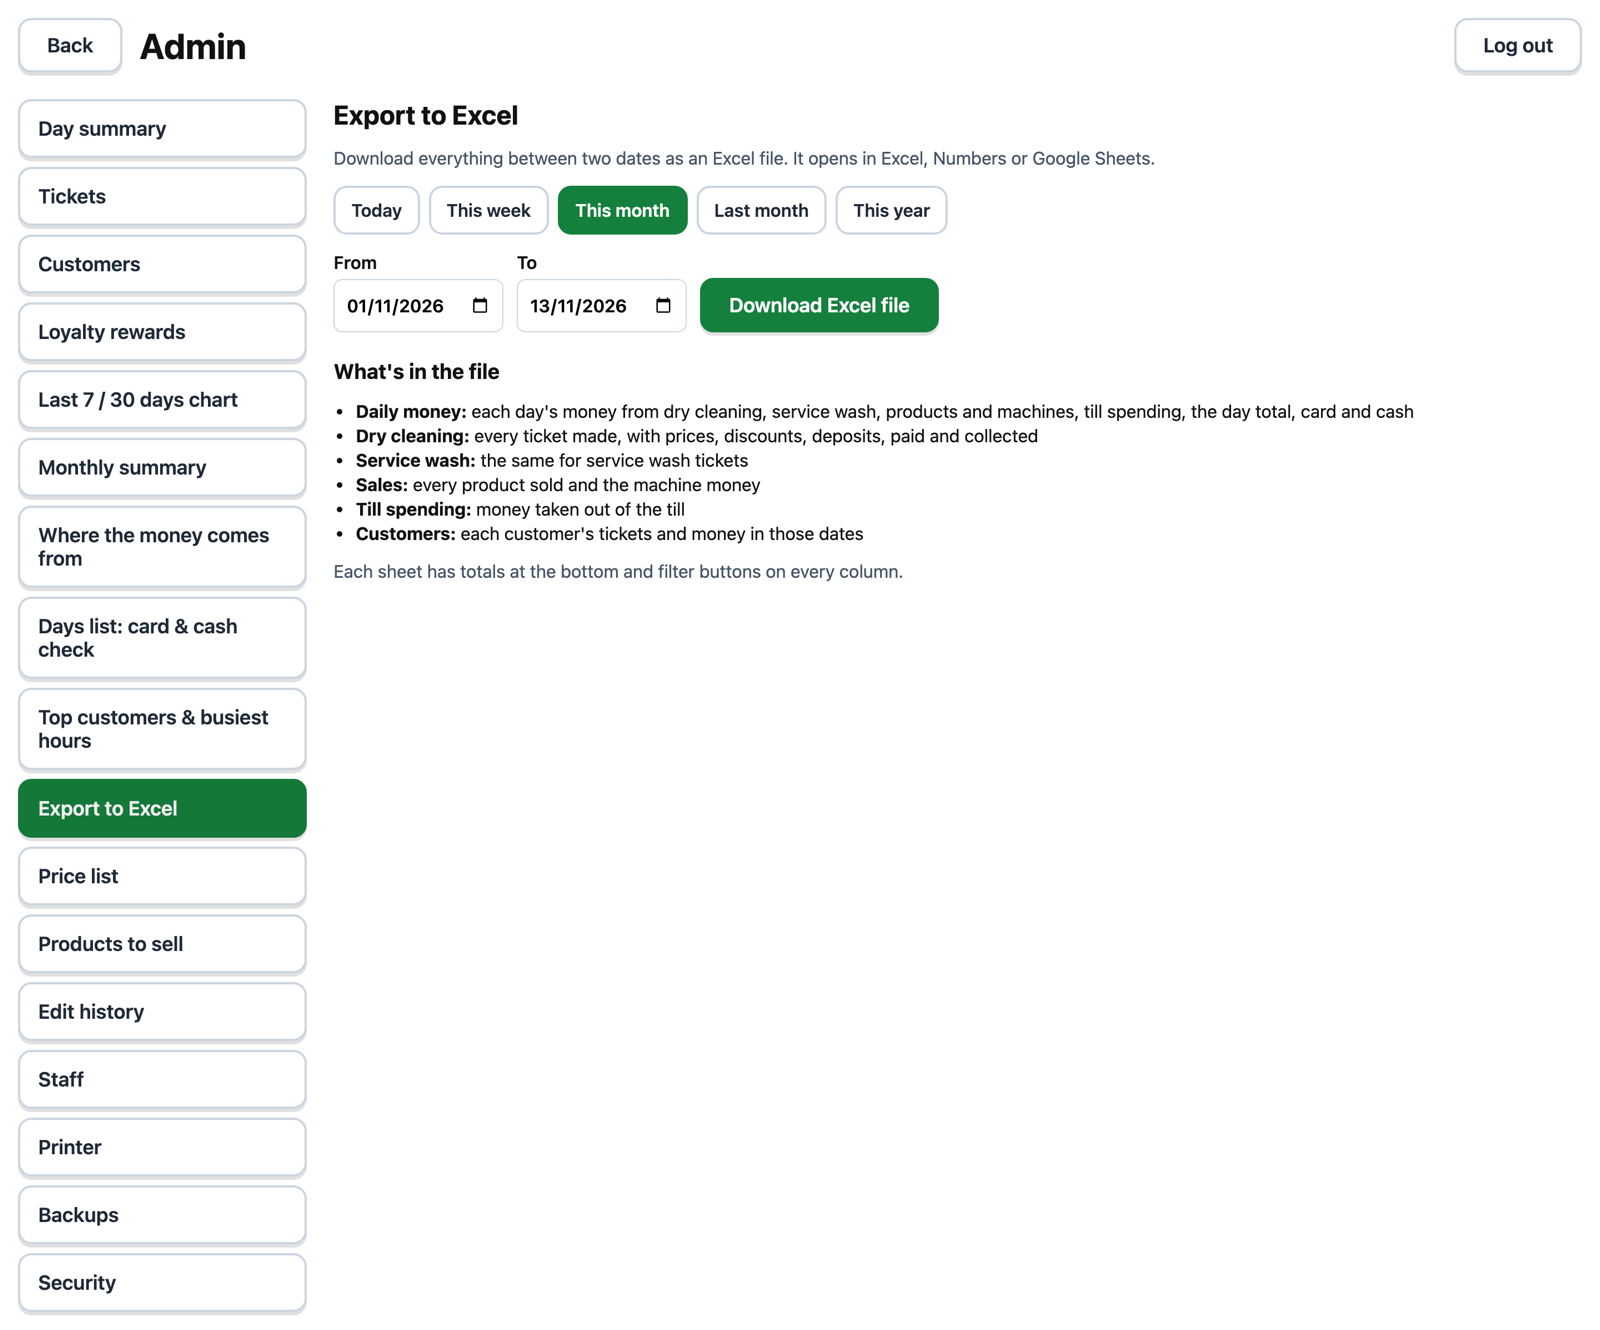 Back
Admin
Log out
Day summary
Tickets
Customers
Loyalty rewards
Last 7 / 30 days chart
Monthly summary
Where the money comes
from
Days list: card & cash
check
Top customers & busiest
hours
Export to Excel
Price list
Products to sell
Edit history
Staff
Printer
Backups
Security
Export to Excel
Download everything between two dates as an Excel file. It opens in Excel, Numbers or Google Sheets.
Today
This week
This month
Last month
This year
From
To
01/11/2026
13/11/2026
Download Excel file
What's in the file
• Daily money: each day's money from dry cleaning, service wash, products and machines, till spending, the day total, card and cash
• Dry cleaning: every ticket made, with prices, discounts, deposits, paid and collected
• Service wash: the same for service wash tickets
• Sales: every product sold and the machine money
• Till spending: money taken out of the till
• Customers: each customer's tickets and money in those dates
Each sheet has totals at the bottom and filter buttons on every column.